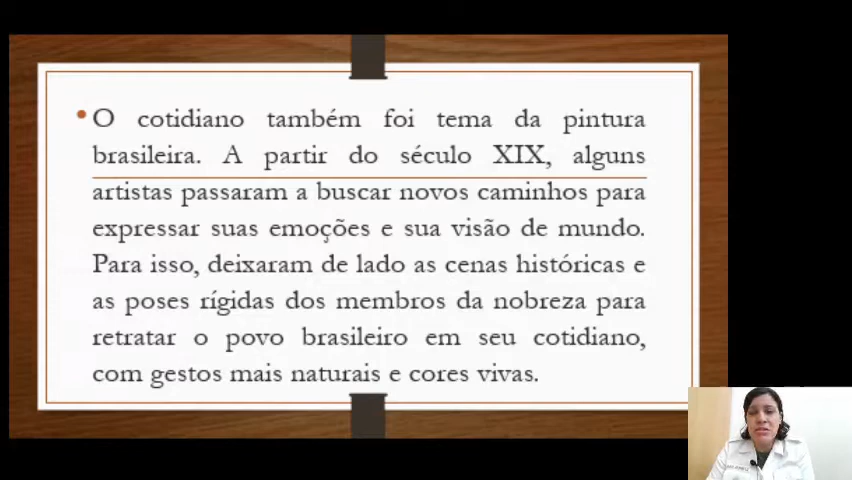 • O cotidiano também foi tema da pintura
brasileira. A partir do século XIX, alguns
artistas passaram a buscar novos caminhos para
expressar suas emoções e sua visão de mundo.
Para isso, deixaram de lado as cenas históricas e
as poses rígidas dos membros da nobreza para
retratar o povo brasileiro em seu cotidiano,
com gestos mais naturais e cores vivas.